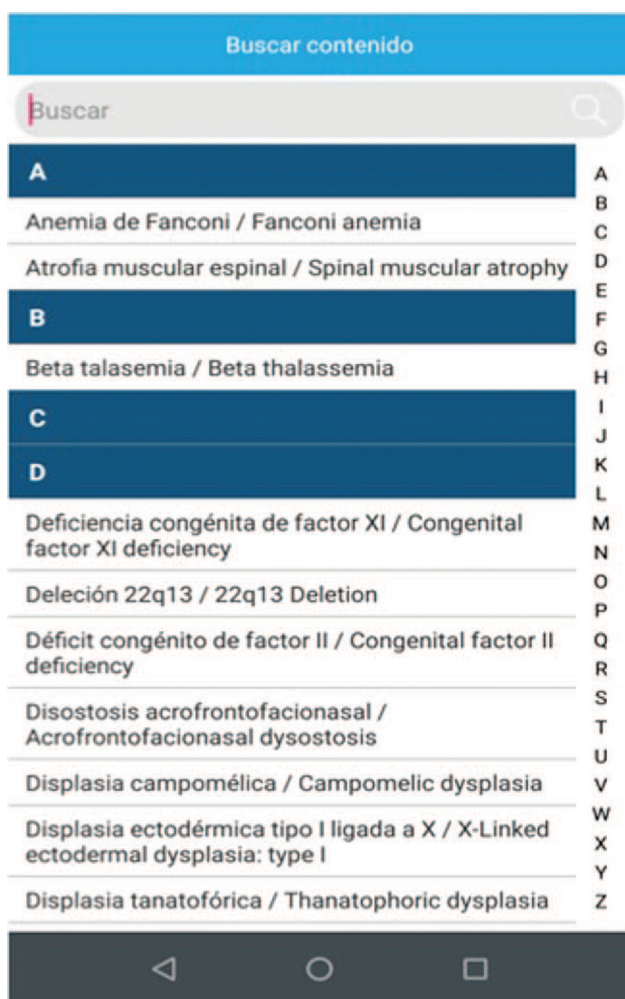 Buscar contenido
Buscar
A
Anemia de Fanconi / Fanconi anemia
Atrofia muscular espinal / Spinal muscular atrophy
B
Beta talasemia / Beta thalassemia
C
D
Deficiencia congénita de factor XI / Congenital
factor XI deficiency
Deleción 22q13 / 22q13 Deletion
Déficit congénito de factor II / Congenital factor II
deficiency
Disostosis acrofrontofacionasal /
Acrofrontofacionasal dysostosis
Displasia campomélica / Campomelic dysplasia
Displasia ectodérmica tipo I ligada a X / X-Linked
ectodermal dysplasia: type I
Displasia tanatofórica / Thanatophoric dysplasia
A
B
C
D
E
F
G
H
I
J
K
L
M
N
O
P
Q
R
S
T
U
V
W
X
Y
Z